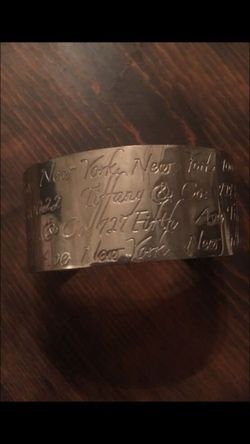 New York New York
Tiffany & Co.
& Co. 727 Fifth Ave
New York New